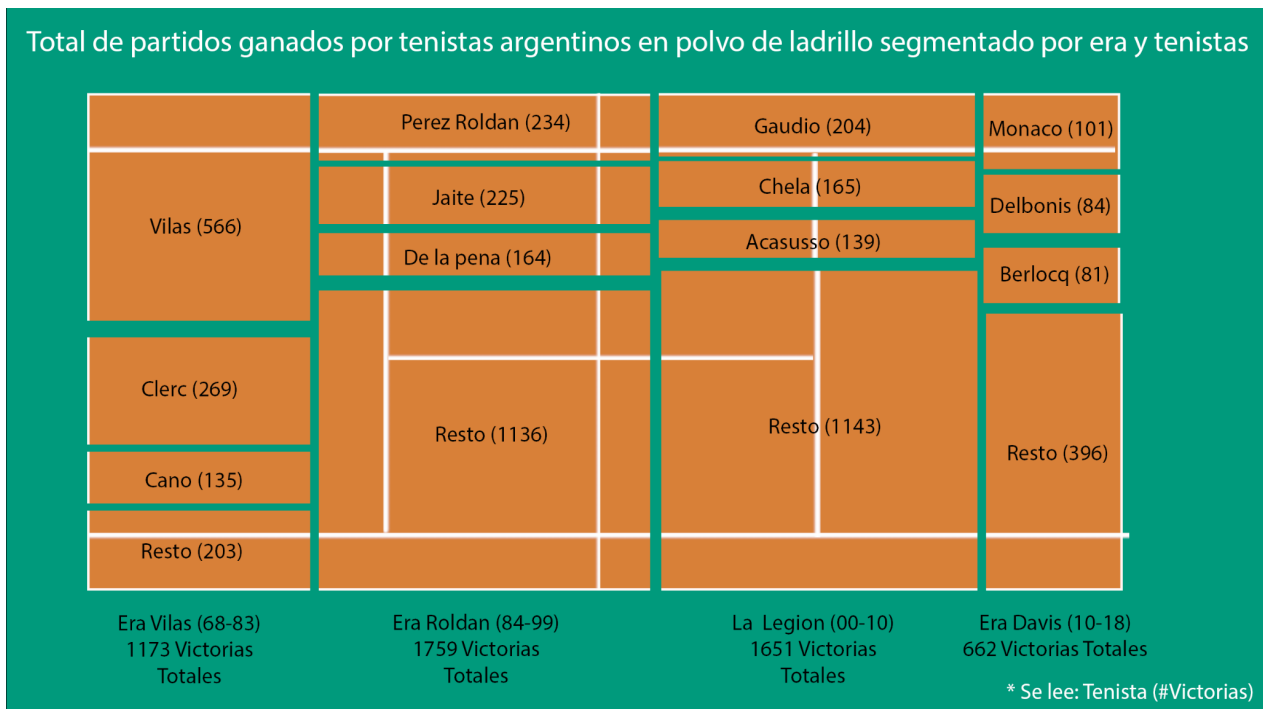 Total de partidos ganados por tenistas argentinos en polvo de ladrillo segmentado por era y tenistas
Vilas (566)
Clerc (269)
Cano (135)
Resto (203)
Perez Roldan (234)
Jaite (225)
De la pena (164)
Resto (1136)
Gaudio (204)
Chela (165)
Acasusso (139)
Resto (1143)
Monaco (101)
Delbonis (84)
Berlocq (81)
Resto (396)
Era Vilas (68-83)
1173 Victorias
Totales
Era Roldan (84-99)
1759 Victorias
Totales
La Legion (00-10)
1651 Victorias
Totales
Era Davis (10-18)
662 Victorias Totales
* Se lee: Tenista (#Victorias)